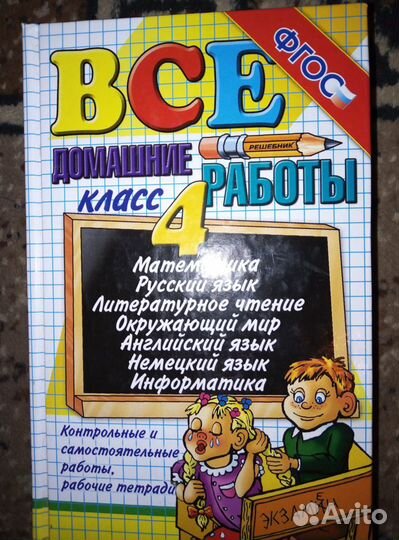 ФГОС
ВСЕ
ДОМАШНИЕ
РЕШЕБНИК
РАБОТЫ
КЛАСС
4
Математика
Русский язык
Литературное чтение
Окружающий мир
Английский язык
Немецкий язык
Информатика
Контрольные и
самостоятельные
работы,
рабочие тетради
Avito